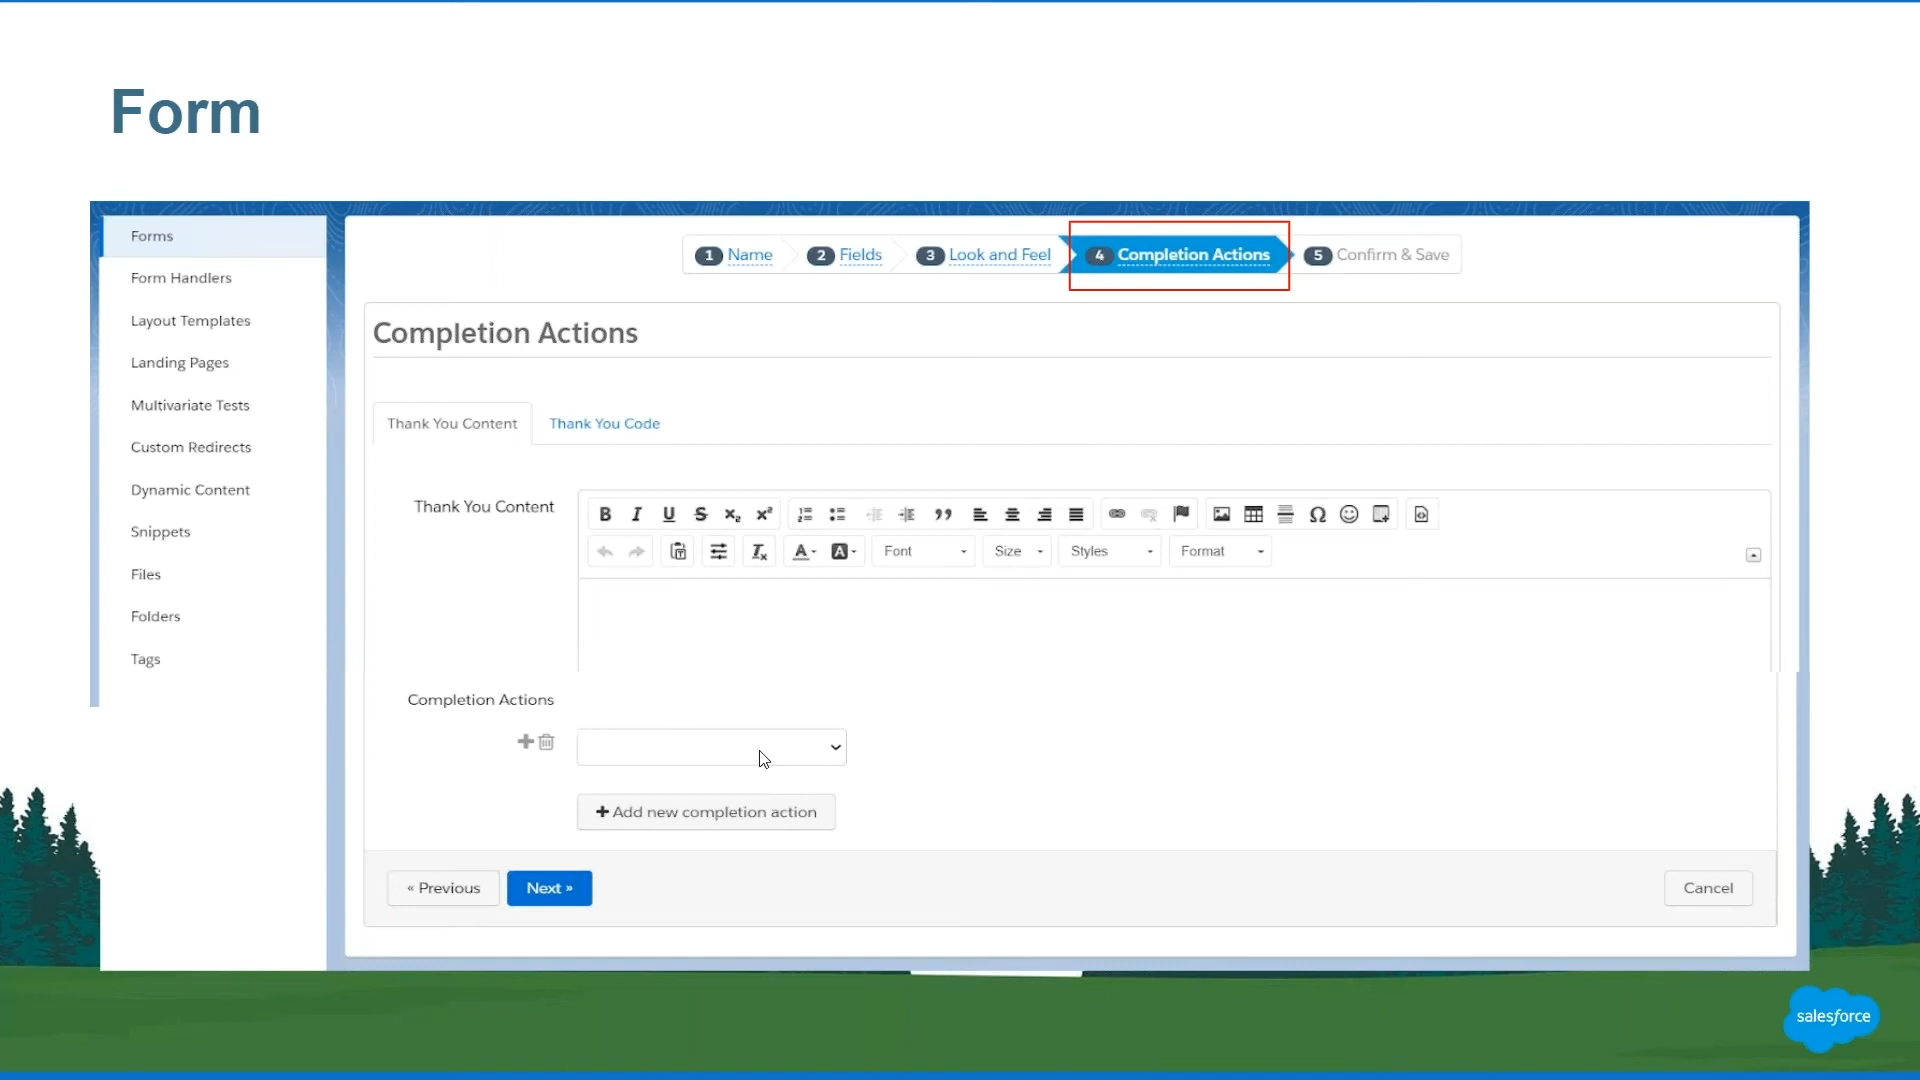 Form
Forms
Form Handlers
Layout Templates
Landing Pages
Multivariate Tests
Custom Redirects
Dynamic Content
Snippets
Files
Folders
Tags
1 Name 2 Fields 3 Look and Feel 4 Completion Actions 5 Confirm & Save
Completion Actions
Thank You Content Thank You Code
Thank You Content
Font Size Styles Format
Completion Actions
+ Add new completion action
« Previous Next » Cancel
salesforce